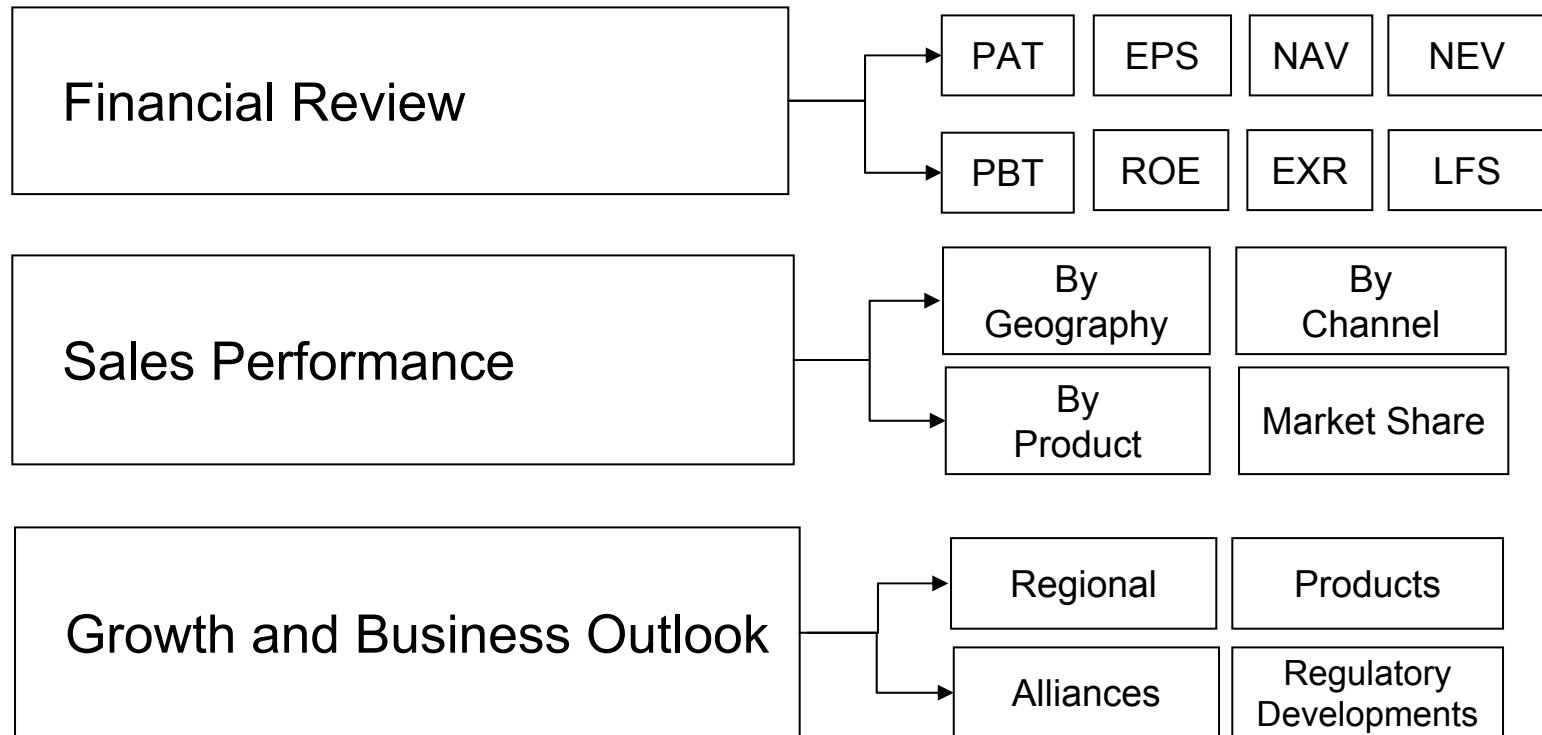 Financial Review
PAT
EPS
NAV
NEV
PBT
ROE
EXR
LFS
Sales Performance
By
Geography
By
Channel
By
Product
Market Share
Growth and Business Outlook
Regional
Products
Alliances
Regulatory
Developments